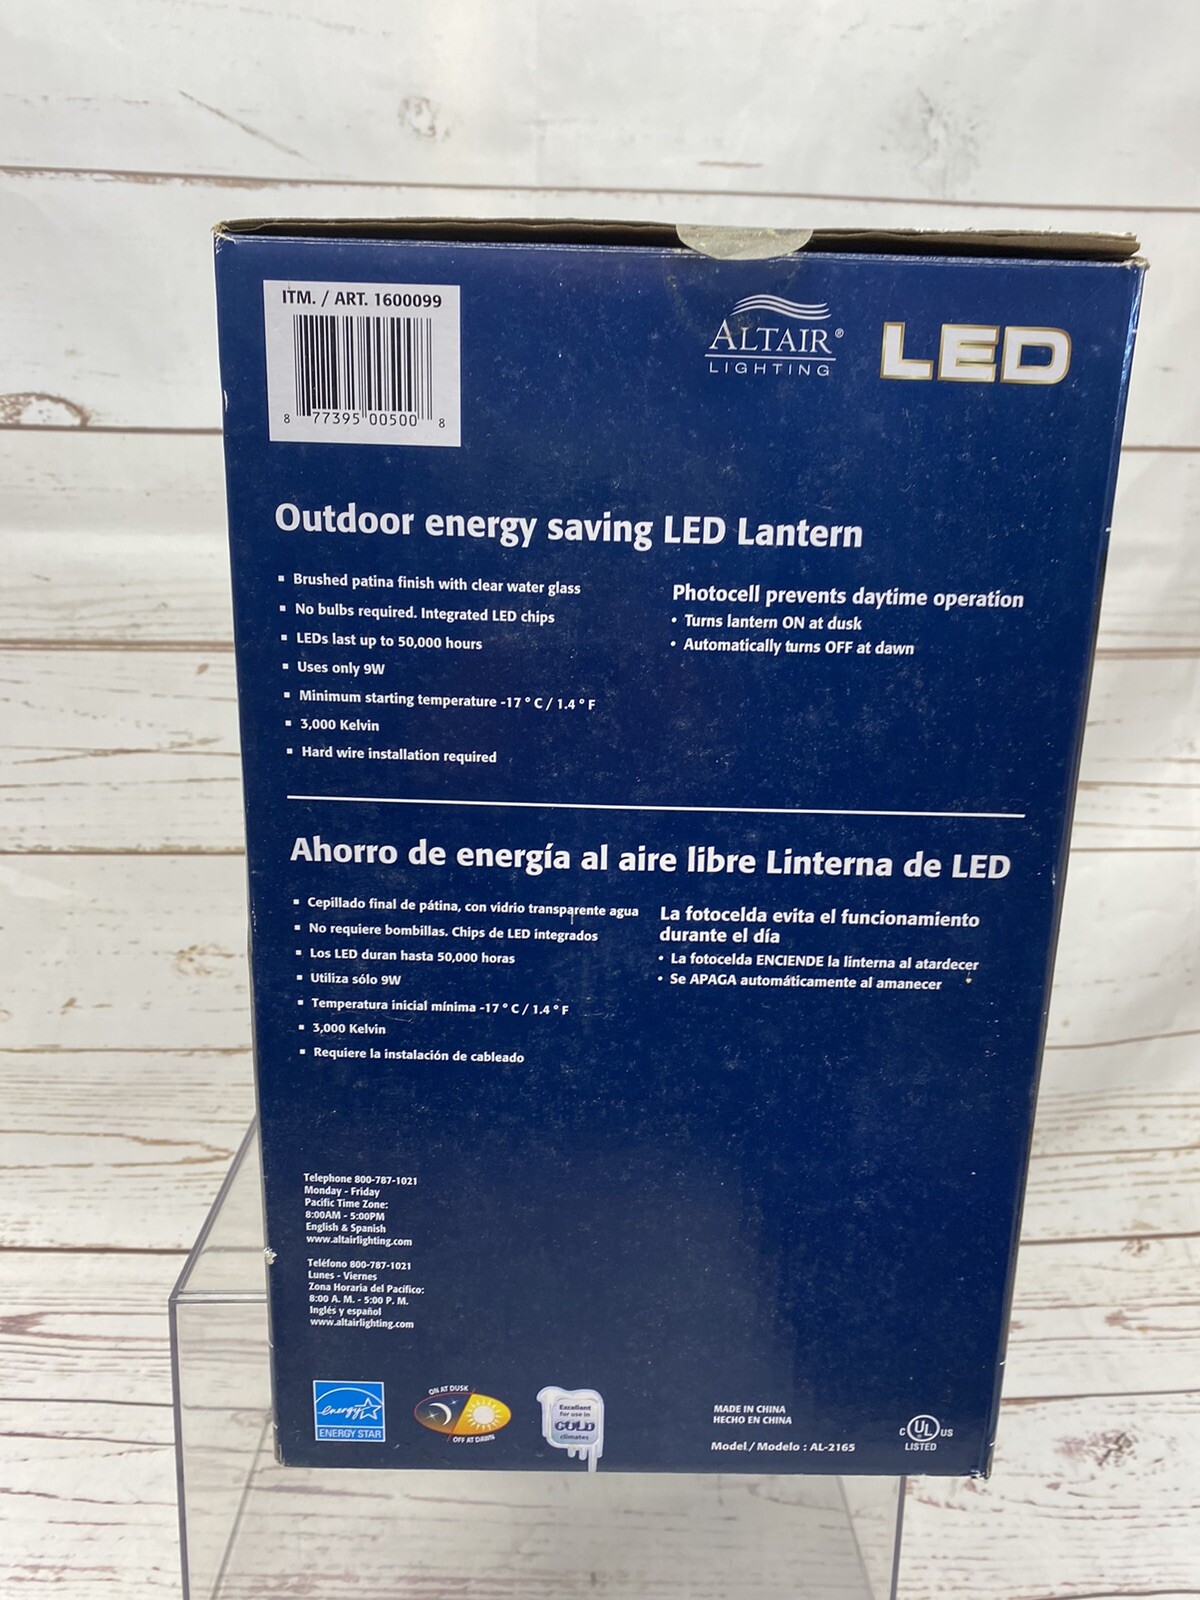 ITM. / ART. 1600099
8 77395 00500 8
ALTAIR®
LIGHTING
LED
Outdoor energy saving LED Lantern
▪ Brushed patina finish with clear water glass
▪ No bulbs required. Integrated LED chips
▪ LEDs last up to 50,000 hours
▪ Uses only 9W
▪ Minimum starting temperature -17 º C / 1.4 º F
▪ 3,000 Kelvin
▪ Hard wire installation required
Photocell prevents daytime operation
• Turns lantern ON at dusk
• Automatically turns OFF at dawn
Ahorro de energía al aire libre Linterna de LED
▪ Cepillado final de pátina, con vidrio transparente agua
▪ No requiere bombillas. Chips de LED integrados
▪ Los LED duran hasta 50,000 horas
▪ Utiliza sólo 9W
▪ Temperatura inicial mínima -17 º C / 1.4 º F
▪ 3,000 Kelvin
▪ Requiere la instalación de cableado
La fotocelda evita el funcionamiento
durante el día
• La fotocelda ENCIENDE la linterna al atardecer
• Se APAGA automáticamente al amanecer
Telephone 800-787-1021
Monday - Friday
Pacific Time Zone:
8:00AM - 5:00PM
English & Spanish
www.altairlighting.com
Teléfono 800-787-1021
Lunes - Viernes
Zona Horaria del Pacífico:
8:00 A. M. - 5:00 P. M.
Inglés y español
www.altairlighting.com
energy
ENERGY STAR
ON AT DUSK
OFF AT DAWN
Excellent
for use in
COLD
climates
MADE IN CHINA
HECHO EN CHINA
Model / Modelo : AL-2165
C UL US
LISTED